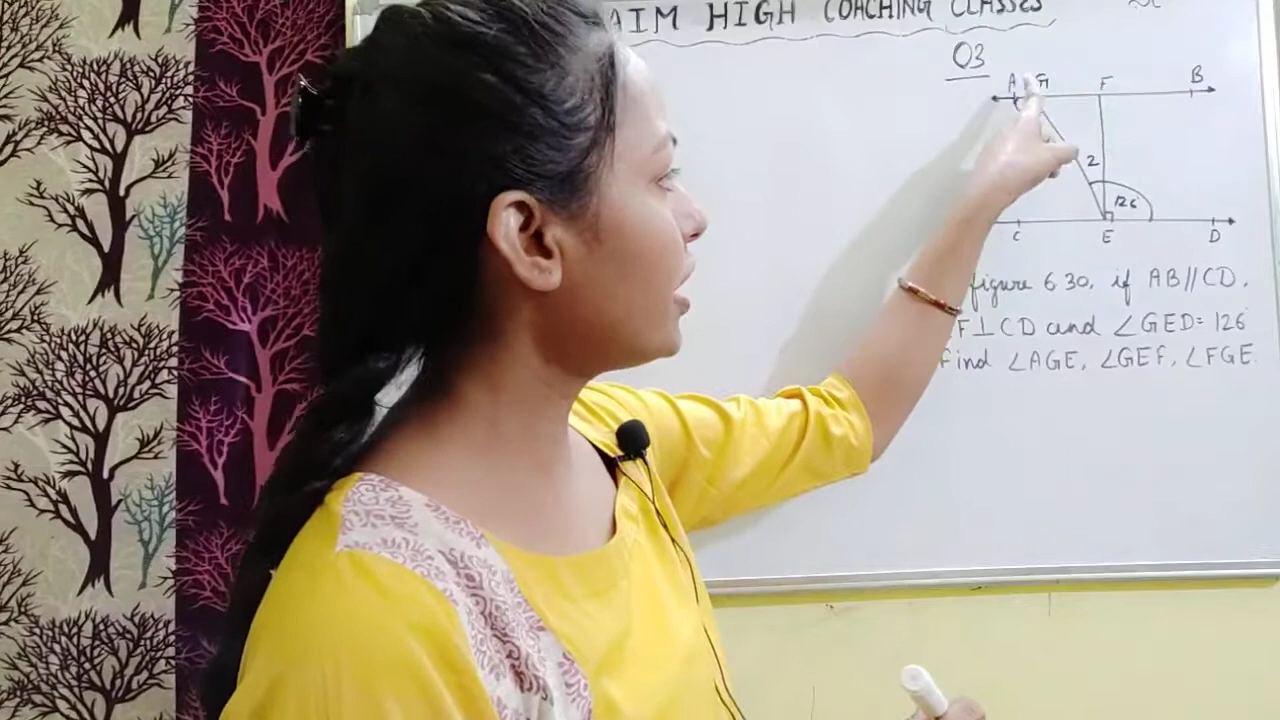 AIM HIGH COACHING CLASSES
Q3
A G F B
2
126
C E D
figure 6.30, if AB//CD,
F⊥CD and ∠GED= 126
find ∠AGE, ∠GEF, ∠FGE.